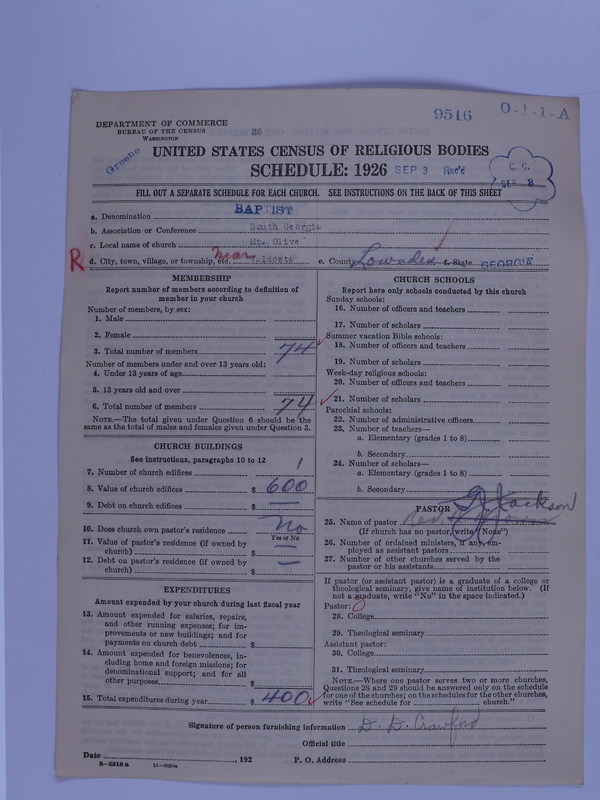 9516 O-1-1-A
DEPARTMENT OF COMMERCE
BUREAU OF THE CENSUS
WASHINGTON
26
Greene
UNITED STATES CENSUS OF RELIGIOUS BODIES
SCHEDULE: 1926 SEP 3 Rec'd
C. C.
SEP 8
FILL OUT A SEPARATE SCHEDULE FOR EACH CHURCH. SEE INSTRUCTIONS ON THE BACK OF THIS SHEET
a. Denomination BAPTIST
b. Association or Conference South Georgia
c. Local name of church Mt. Olive
R d. City, town, village, or township, etc. near Valdosta e. County Lowndes f. State GEORGIA
MEMBERSHIP
Report number of members according to definition of
member in your church
Number of members, by sex:
1. Male
2. Female
3. Total number of members 74
Number of members under and over 13 years old:
4. Under 13 years of age
5. 13 years old and over
6. Total number of members 74
NOTE.—The total given under Question 6 should be the
same as the total of males and females given under Question 3.
CHURCH BUILDINGS
See instructions, paragraphs 10 to 12
7. Number of church edifices 1
8. Value of church edifices $ 600
9. Debt on church edifices $ —
10. Does church own pastor's residence No
Yes or No
11. Value of pastor's residence (if owned by
church) $ —
12. Debt on pastor's residence (if owned by
church) $ —
EXPENDITURES
Amount expended by your church during last fiscal year
13. Amount expended for salaries, repairs,
and other running expenses; for im-
provements or new buildings; and for
payments on church debt $
14. Amount expended for benevolences, in-
cluding home and foreign missions; for
denominational support; and for all
other purposes $
15. Total expenditures during year $ 400
CHURCH SCHOOLS
Report here only schools conducted by this church
Sunday schools:
16. Number of officers and teachers
17. Number of scholars
Summer vacation Bible schools:
18. Number of officers and teachers
19. Number of scholars
Week-day religious schools:
20. Number of officers and teachers
21. Number of scholars
Parochial schools:
22. Number of administrative officers
23. Number of teachers—
a. Elementary (grades 1 to 8)
b. Secondary
24. Number of scholars—
a. Elementary (grades 1 to 8)
b. Secondary
PASTOR Jackson
25. Name of pastor
(If church has no pastor, write "None")
26. Number of ordained ministers, if any, em-
ployed as assistant pastors
27. Number of other churches served by the
pastor or his assistants
If pastor (or assistant pastor) is a graduate of a college or
theological seminary, give name of institution below. (If
not a graduate, write "No" in the space indicated.)
Pastor: 0
28. College
29. Theological seminary
Assistant pastor:
30. College
31. Theological seminary
NOTE.—Where one pastor serves two or more churches,
Questions 28 and 29 should be answered only on the schedule
for one of the churches; on the schedules for the other churches,
write "See schedule for church."
Signature of person furnishing information D. D. Crawford
Official title
Date , 192 P. O. Address
8—5518 a